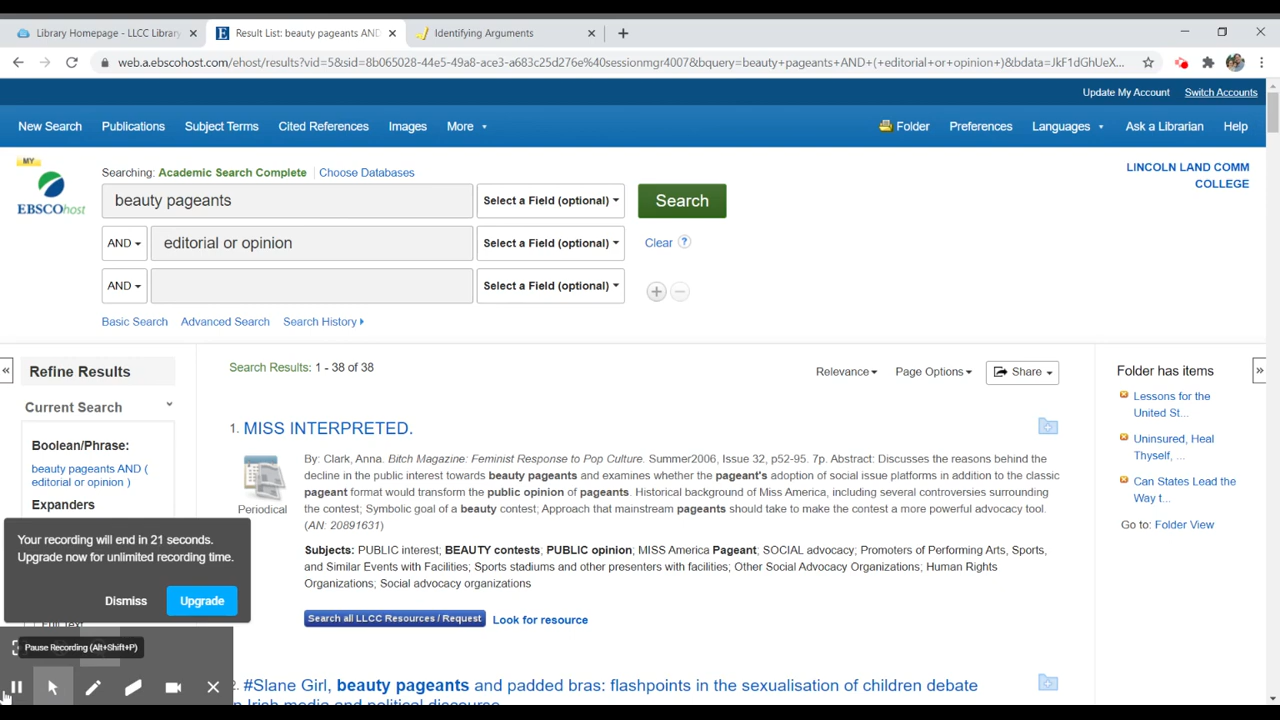 Library Homepage - LLCC Library
Result List: beauty pageants AND
Identifying Arguments
web.a.ebscohost.com/ehost/results?vid=5&sid=8b065028-44e5-49a8-ace3-a683c25d276e%40sessionmgr4007&bquery=beauty+pageants+AND+(+editorial+or+opinion+)&bdata=JkF1dGhUeX...
Update My Account Switch Accounts
New Search Publications Subject Terms Cited References Images More Folder Preferences Languages Ask a Librarian Help
MY
EBSCOhost
Searching: Academic Search Complete Choose Databases
LINCOLN LAND COMM
COLLEGE
beauty pageants Select a Field (optional) Search
AND editorial or opinion Select a Field (optional) Clear ?
AND Select a Field (optional)
Basic Search Advanced Search Search History
Refine Results
Current Search
Boolean/Phrase:
beauty pageants AND (
editorial or opinion )
Expanders
Your recording will end in 21 seconds.
Upgrade now for unlimited recording time.
Dismiss Upgrade
Full Text
Pause Recording (Alt+Shift+P)
Search Results: 1 - 38 of 38
Relevance Page Options Share
1. MISS INTERPRETED.
Periodical
By: Clark, Anna. Bitch Magazine: Feminist Response to Pop Culture. Summer2006, Issue 32, p52-95. 7p. Abstract: Discusses the reasons behind the
decline in the public interest towards beauty pageants and examines whether the pageant's adoption of social issue platforms in addition to the classic
pageant format would transform the public opinion of pageants. Historical background of Miss America, including several controversies surrounding
the contest; Symbolic goal of a beauty contest; Approach that mainstream pageants should take to make the contest a more powerful advocacy tool.
(AN: 20891631)
Subjects: PUBLIC interest; BEAUTY contests; PUBLIC opinion; MISS America Pageant; SOCIAL advocacy; Promoters of Performing Arts, Sports,
and Similar Events with Facilities; Sports stadiums and other presenters with facilities; Other Social Advocacy Organizations; Human Rights
Organizations; Social advocacy organizations
Search all LLCC Resources / Request Look for resource
2. #Slane Girl, beauty pageants and padded bras: flashpoints in the sexualisation of children debate
in Irish media and political discourse.
Folder has items
Lessons for the
United St...
Uninsured, Heal
Thyself, ...
Can States Lead the
Way t...
Go to: Folder View